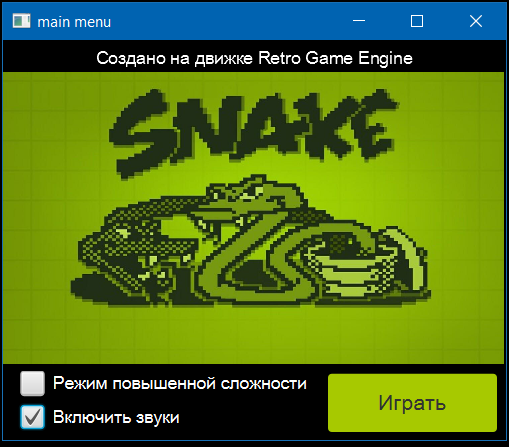 main menu
Создано на движке Retro Game Engine
SNAKE
Режим повышенной сложности
Включить звуки
Играть